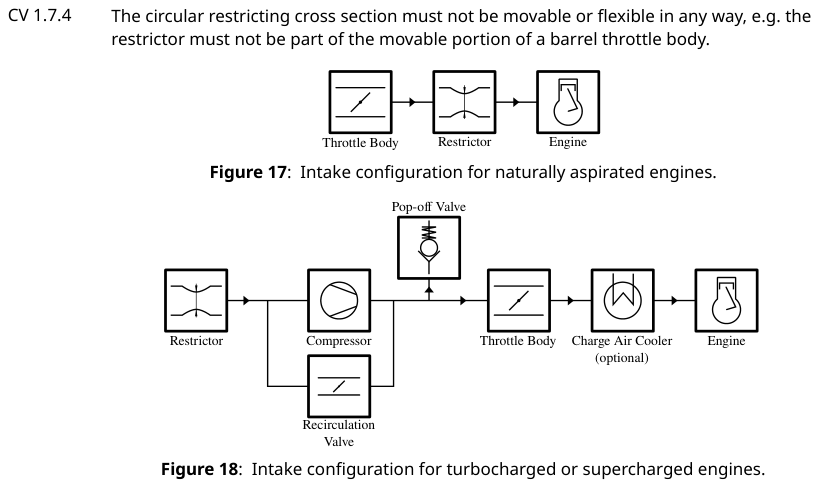 CV 1.7.4 The circular restricting cross section must not be movable or flexible in any way, e.g. the
restrictor must not be part of the movable portion of a barrel throttle body.
Throttle Body Restrictor Engine
Figure 17: Intake configuration for naturally aspirated engines.
Pop-off Valve
Restrictor Compressor Throttle Body Charge Air Cooler Engine
(optional)
Recirculation
Valve
Figure 18: Intake configuration for turbocharged or supercharged engines.